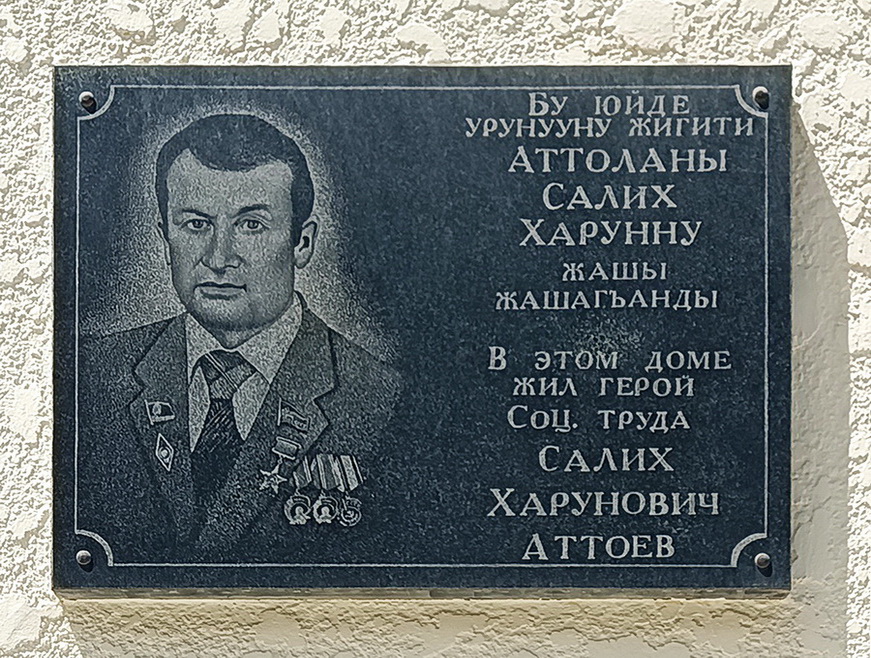 Бу юйде
урунууну жигити
Аттоланы
Салих
Харунну
жашы
жашагъанды
В этом доме
жил Герой
Соц. труда
Салих
Харунович
Аттоев